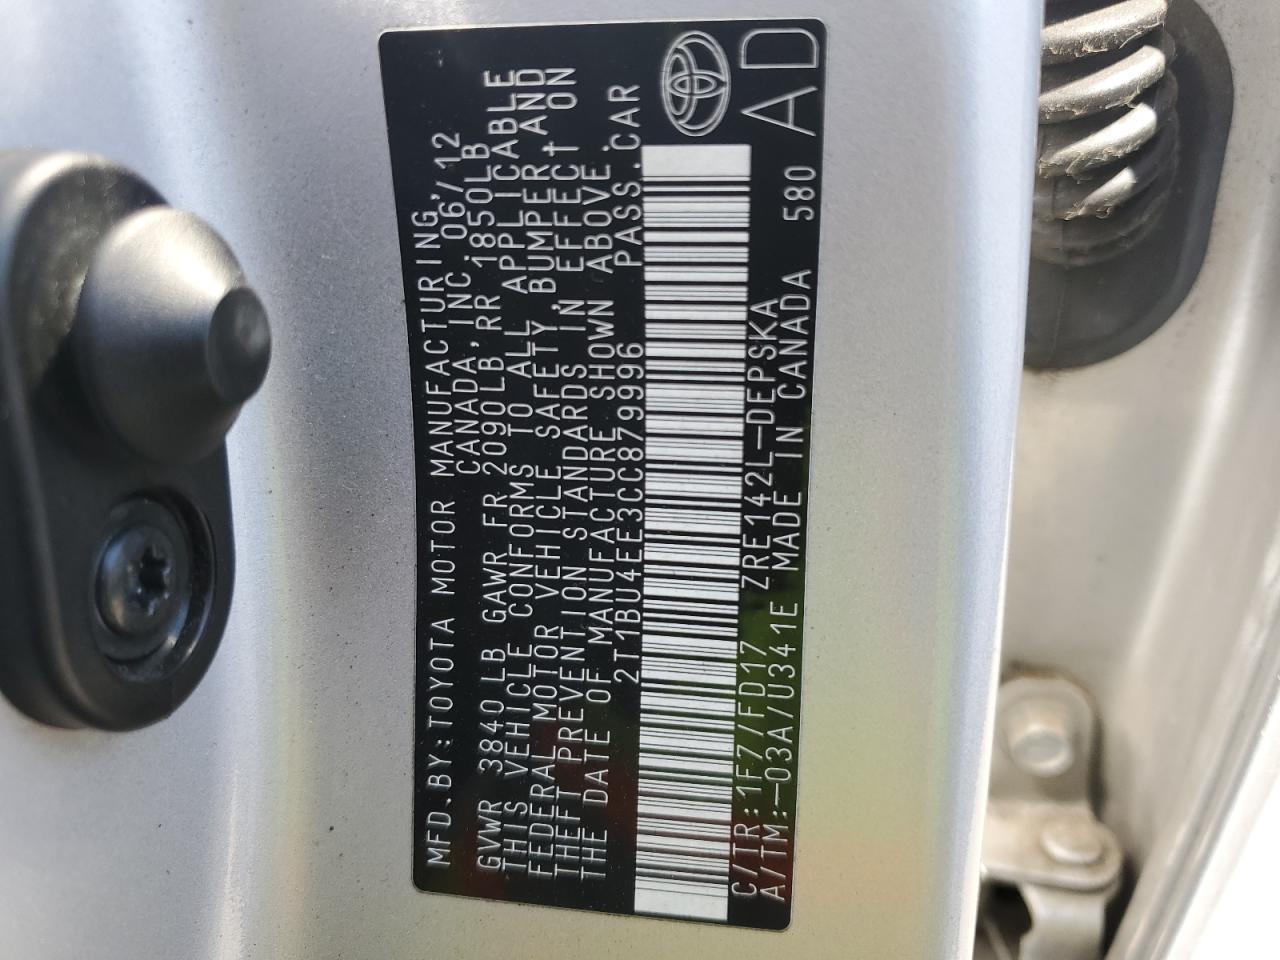 MFD.BY:TOYOTA MOTOR MANUFACTURING
CANADA,INC. 06/12
GVWR 3840LB GAWR FR 2090LB,RR 1850LB
THIS VEHICLE CONFORMS TO ALL APPLICABLE
FEDERAL MOTOR VEHICLE SAFETY,BUMPER,AND
THEFT PREVENTION STANDARDS IN EFFECT ON
THE DATE OF MANUFACTURE SHOWN ABOVE.
2T1BU4EE3CC879996 PASS.CAR
C/TR:1F7/FD17 ZRE142L-DEPSKA
A/TM:-03A/U341E MADE IN CANADA 580
AD